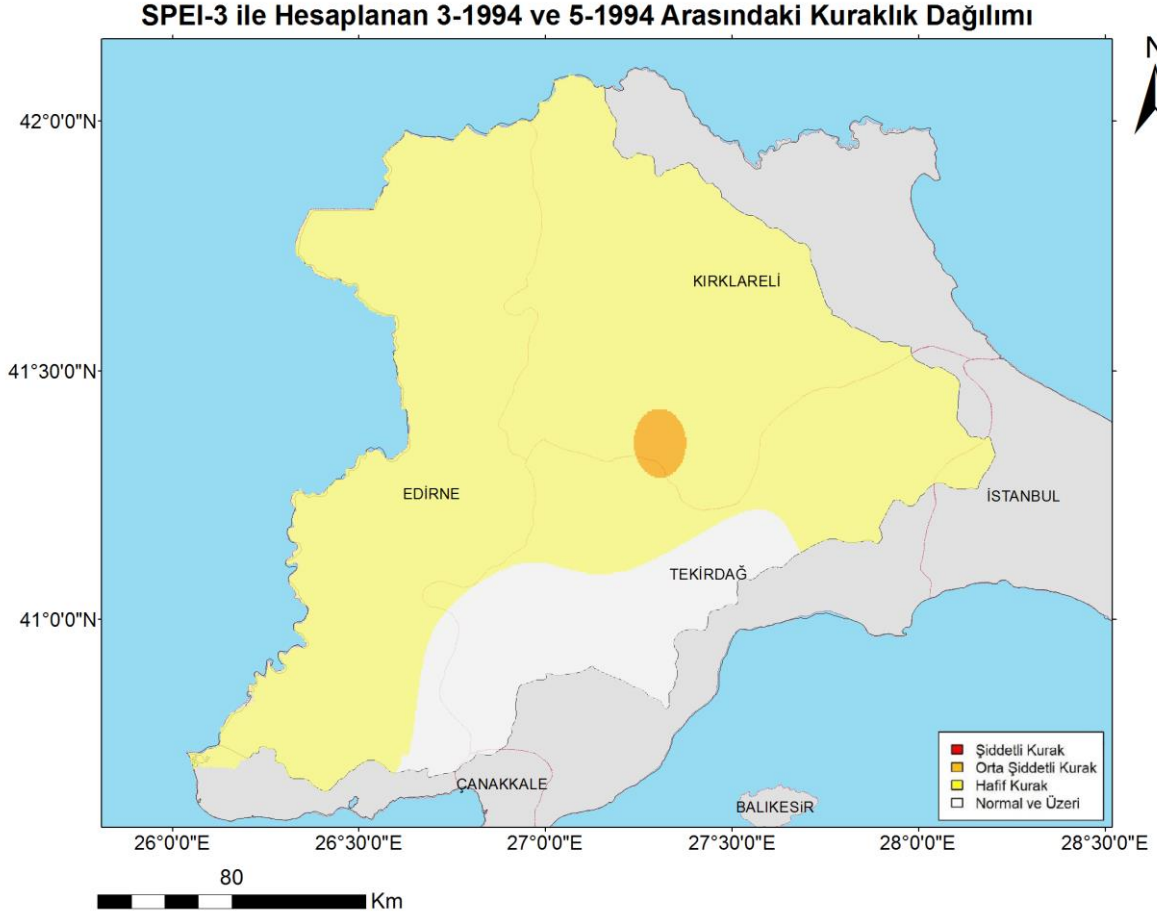 SPEI-3 ile Hesaplanan 3-1994 ve 5-1994 Arasındaki Kuraklık Dağılımı
N
42°0'0"N
KIRKLARELİ
41°30'0"N
EDİRNE
İSTANBUL
TEKİRDAĞ
41°0'0"N
Şiddetli Kurak
Orta Şiddetli Kurak
Hafif Kurak
Normal ve Üzeri
ÇANAKKALE
BALIKESİR
26°0'0"E
26°30'0"E
27°0'0"E
27°30'0"E
28°0'0"E
28°30'0"E
80
Km